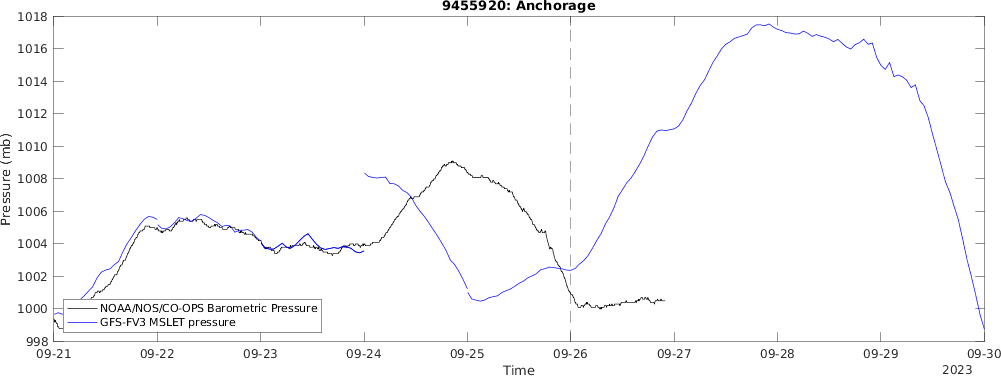 9455920: Anchorage
1018
1016
1014
1012
1010
1008
1006
1004
1002
1000
998
Pressure (mb)
NOAA/NOS/CO-OPS Barometric Pressure
GFS-FV3 MSLET pressure
09-21 09-22 09-23 09-24 09-25 09-26 09-27 09-28 09-29 09-30
Time
2023